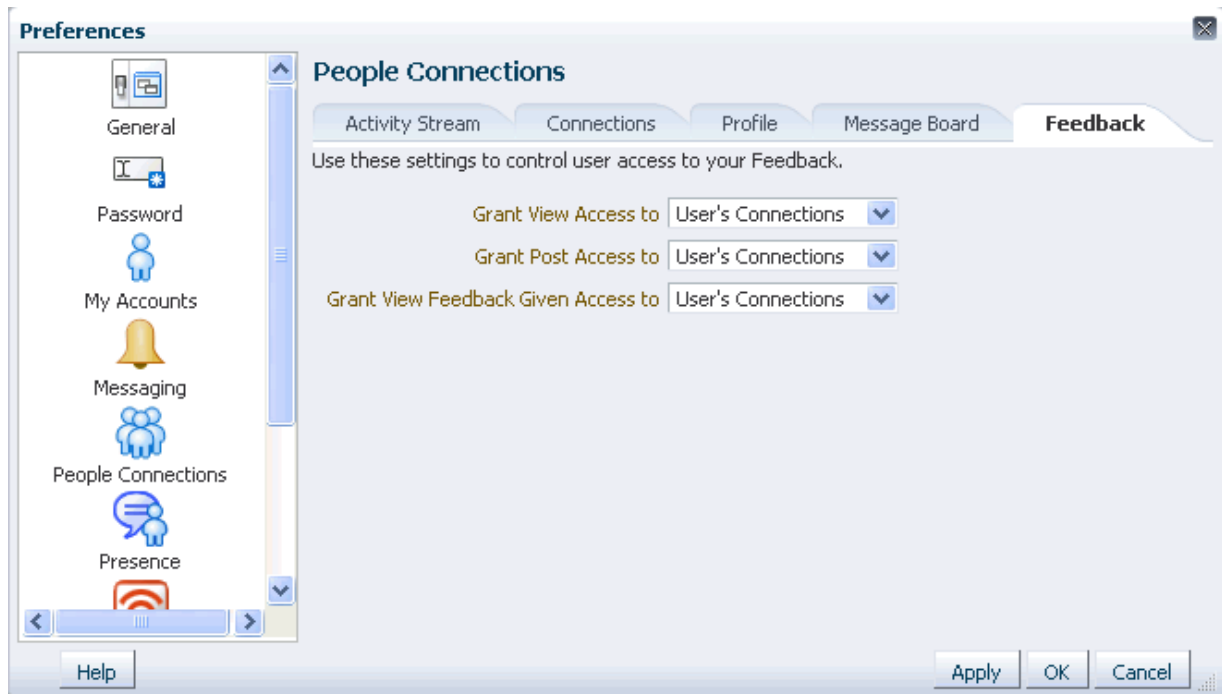 Preferences
General
Password
My Accounts
Messaging
People Connections
Presence
People Connections
Activity Stream
Connections
Profile
Message Board
Feedback
Use these settings to control user access to your Feedback.
Grant View Access to User's Connections
Grant Post Access to User's Connections
Grant View Feedback Given Access to User's Connections
Help
Apply
OK
Cancel